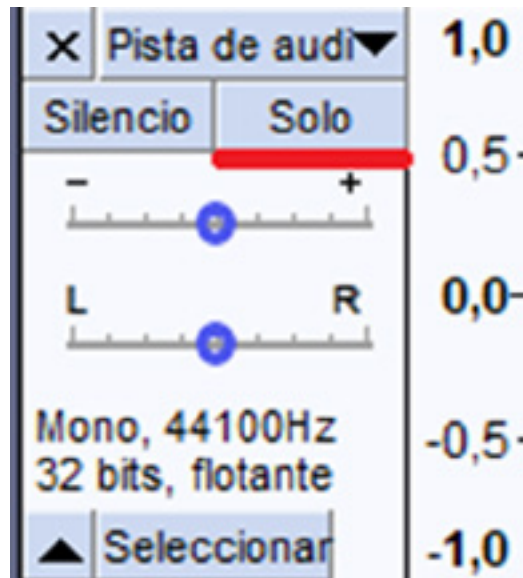 X Pista de audi
Silencio Solo
- +
L R
Mono, 44100Hz
32 bits, flotante
Seleccionar
1,0
0,5
0,0
-0,5
-1,0